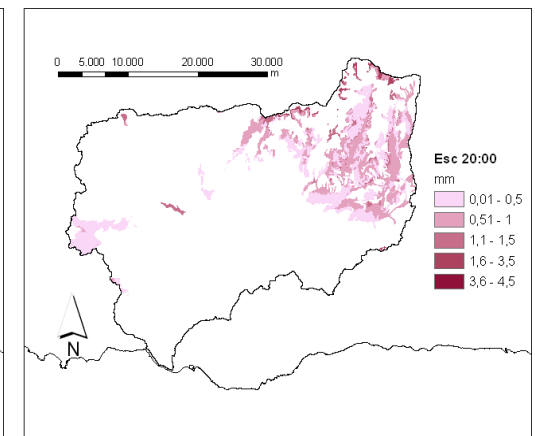 0 5.000 10.000 20.000 30.000
m
Esc 20:00
mm
0,01 - 0,5
0,51 - 1
1,1 - 1,5
1,6 - 3,5
3,6 - 4,5
N